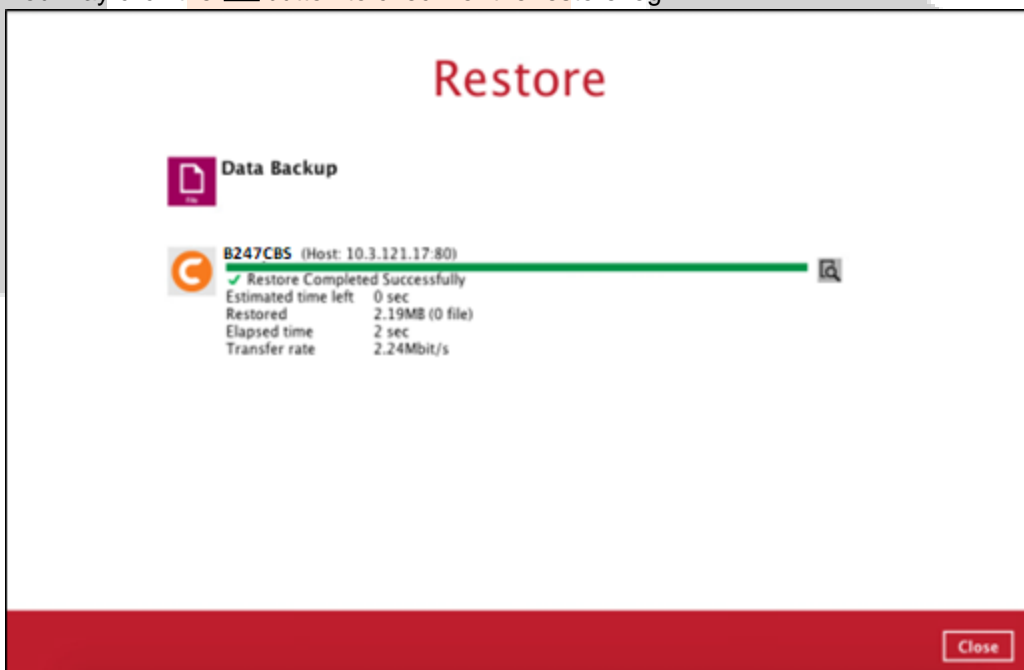 Restore
Data Backup
File
B247CBS (Host: 10.3.121.17:80)
Restore Completed Successfully
Estimated time left 0 sec
Restored 2.19MB (0 file)
Elapsed time 2 sec
Transfer rate 2.24Mbit/s
Close